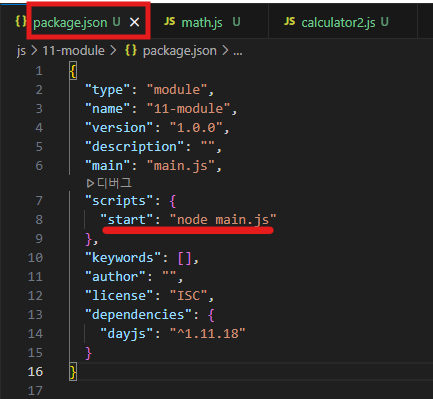 {} package.json U × JS math.js U JS calculator2.js U
js > 11-module > {} package.json > ...
1 {
2 "type": "module",
3 "name": "11-module",
4 "version": "1.0.0",
5 "description": "",
6 "main": "main.js",
▷디버그
7 "scripts": {
8 "start": "node main.js"
9 },
10 "keywords": [],
11 "author": "",
12 "license": "ISC",
13 "dependencies": {
14 "dayjs": "^1.11.18"
15 }
16 }
17